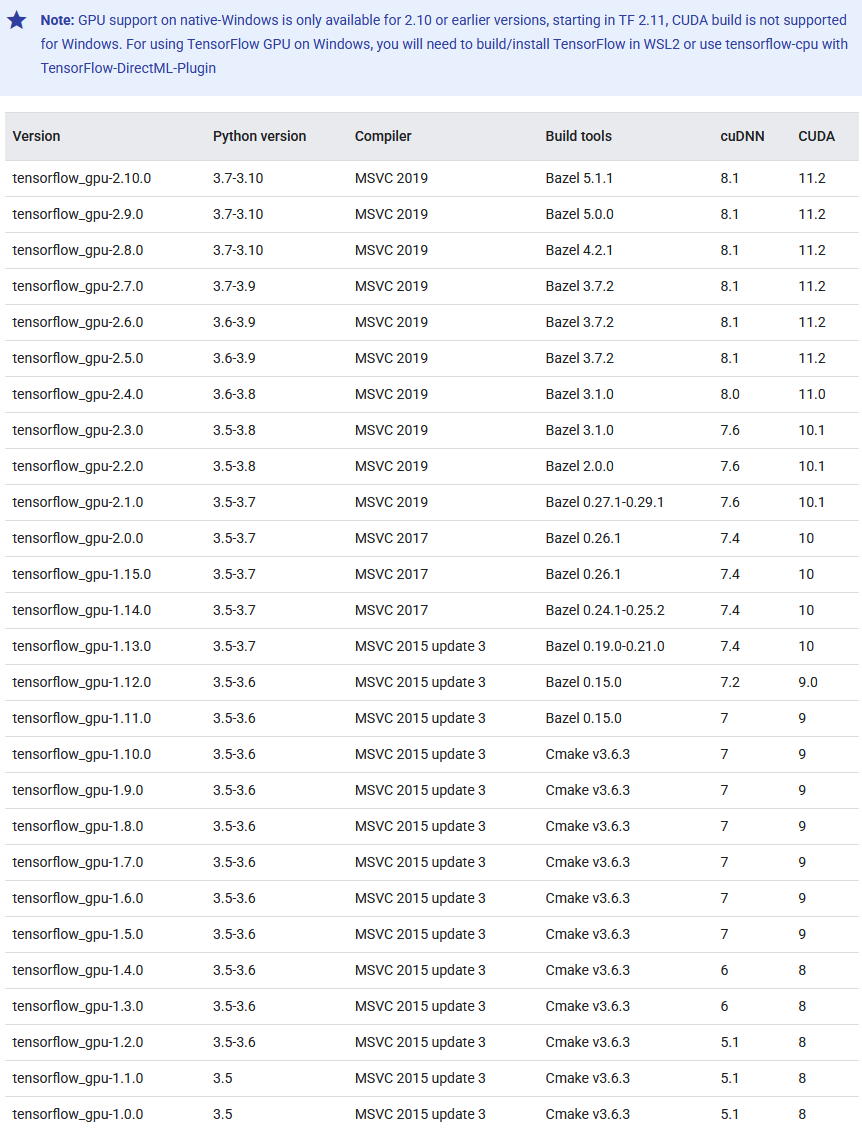 Note: GPU support on native-Windows is only available for 2.10 or earlier versions, starting in TF 2.11, CUDA build is not supported
for Windows. For using TensorFlow GPU on Windows, you will need to build/install TensorFlow in WSL2 or use tensorflow-cpu with
TensorFlow-DirectML-Plugin
Version Python version Compiler Build tools cuDNN CUDA
tensorflow_gpu-2.10.0 3.7-3.10 MSVC 2019 Bazel 5.1.1 8.1 11.2
tensorflow_gpu-2.9.0 3.7-3.10 MSVC 2019 Bazel 5.0.0 8.1 11.2
tensorflow_gpu-2.8.0 3.7-3.10 MSVC 2019 Bazel 4.2.1 8.1 11.2
tensorflow_gpu-2.7.0 3.7-3.9 MSVC 2019 Bazel 3.7.2 8.1 11.2
tensorflow_gpu-2.6.0 3.6-3.9 MSVC 2019 Bazel 3.7.2 8.1 11.2
tensorflow_gpu-2.5.0 3.6-3.9 MSVC 2019 Bazel 3.7.2 8.1 11.2
tensorflow_gpu-2.4.0 3.6-3.8 MSVC 2019 Bazel 3.1.0 8.0 11.0
tensorflow_gpu-2.3.0 3.5-3.8 MSVC 2019 Bazel 3.1.0 7.6 10.1
tensorflow_gpu-2.2.0 3.5-3.8 MSVC 2019 Bazel 2.0.0 7.6 10.1
tensorflow_gpu-2.1.0 3.5-3.7 MSVC 2019 Bazel 0.27.1-0.29.1 7.6 10.1
tensorflow_gpu-2.0.0 3.5-3.7 MSVC 2017 Bazel 0.26.1 7.4 10
tensorflow_gpu-1.15.0 3.5-3.7 MSVC 2017 Bazel 0.26.1 7.4 10
tensorflow_gpu-1.14.0 3.5-3.7 MSVC 2017 Bazel 0.24.1-0.25.2 7.4 10
tensorflow_gpu-1.13.0 3.5-3.7 MSVC 2015 update 3 Bazel 0.19.0-0.21.0 7.4 10
tensorflow_gpu-1.12.0 3.5-3.6 MSVC 2015 update 3 Bazel 0.15.0 7.2 9.0
tensorflow_gpu-1.11.0 3.5-3.6 MSVC 2015 update 3 Bazel 0.15.0 7 9
tensorflow_gpu-1.10.0 3.5-3.6 MSVC 2015 update 3 Cmake v3.6.3 7 9
tensorflow_gpu-1.9.0 3.5-3.6 MSVC 2015 update 3 Cmake v3.6.3 7 9
tensorflow_gpu-1.8.0 3.5-3.6 MSVC 2015 update 3 Cmake v3.6.3 7 9
tensorflow_gpu-1.7.0 3.5-3.6 MSVC 2015 update 3 Cmake v3.6.3 7 9
tensorflow_gpu-1.6.0 3.5-3.6 MSVC 2015 update 3 Cmake v3.6.3 7 9
tensorflow_gpu-1.5.0 3.5-3.6 MSVC 2015 update 3 Cmake v3.6.3 7 9
tensorflow_gpu-1.4.0 3.5-3.6 MSVC 2015 update 3 Cmake v3.6.3 6 8
tensorflow_gpu-1.3.0 3.5-3.6 MSVC 2015 update 3 Cmake v3.6.3 6 8
tensorflow_gpu-1.2.0 3.5-3.6 MSVC 2015 update 3 Cmake v3.6.3 5.1 8
tensorflow_gpu-1.1.0 3.5 MSVC 2015 update 3 Cmake v3.6.3 5.1 8
tensorflow_gpu-1.0.0 3.5 MSVC 2015 update 3 Cmake v3.6.3 5.1 8